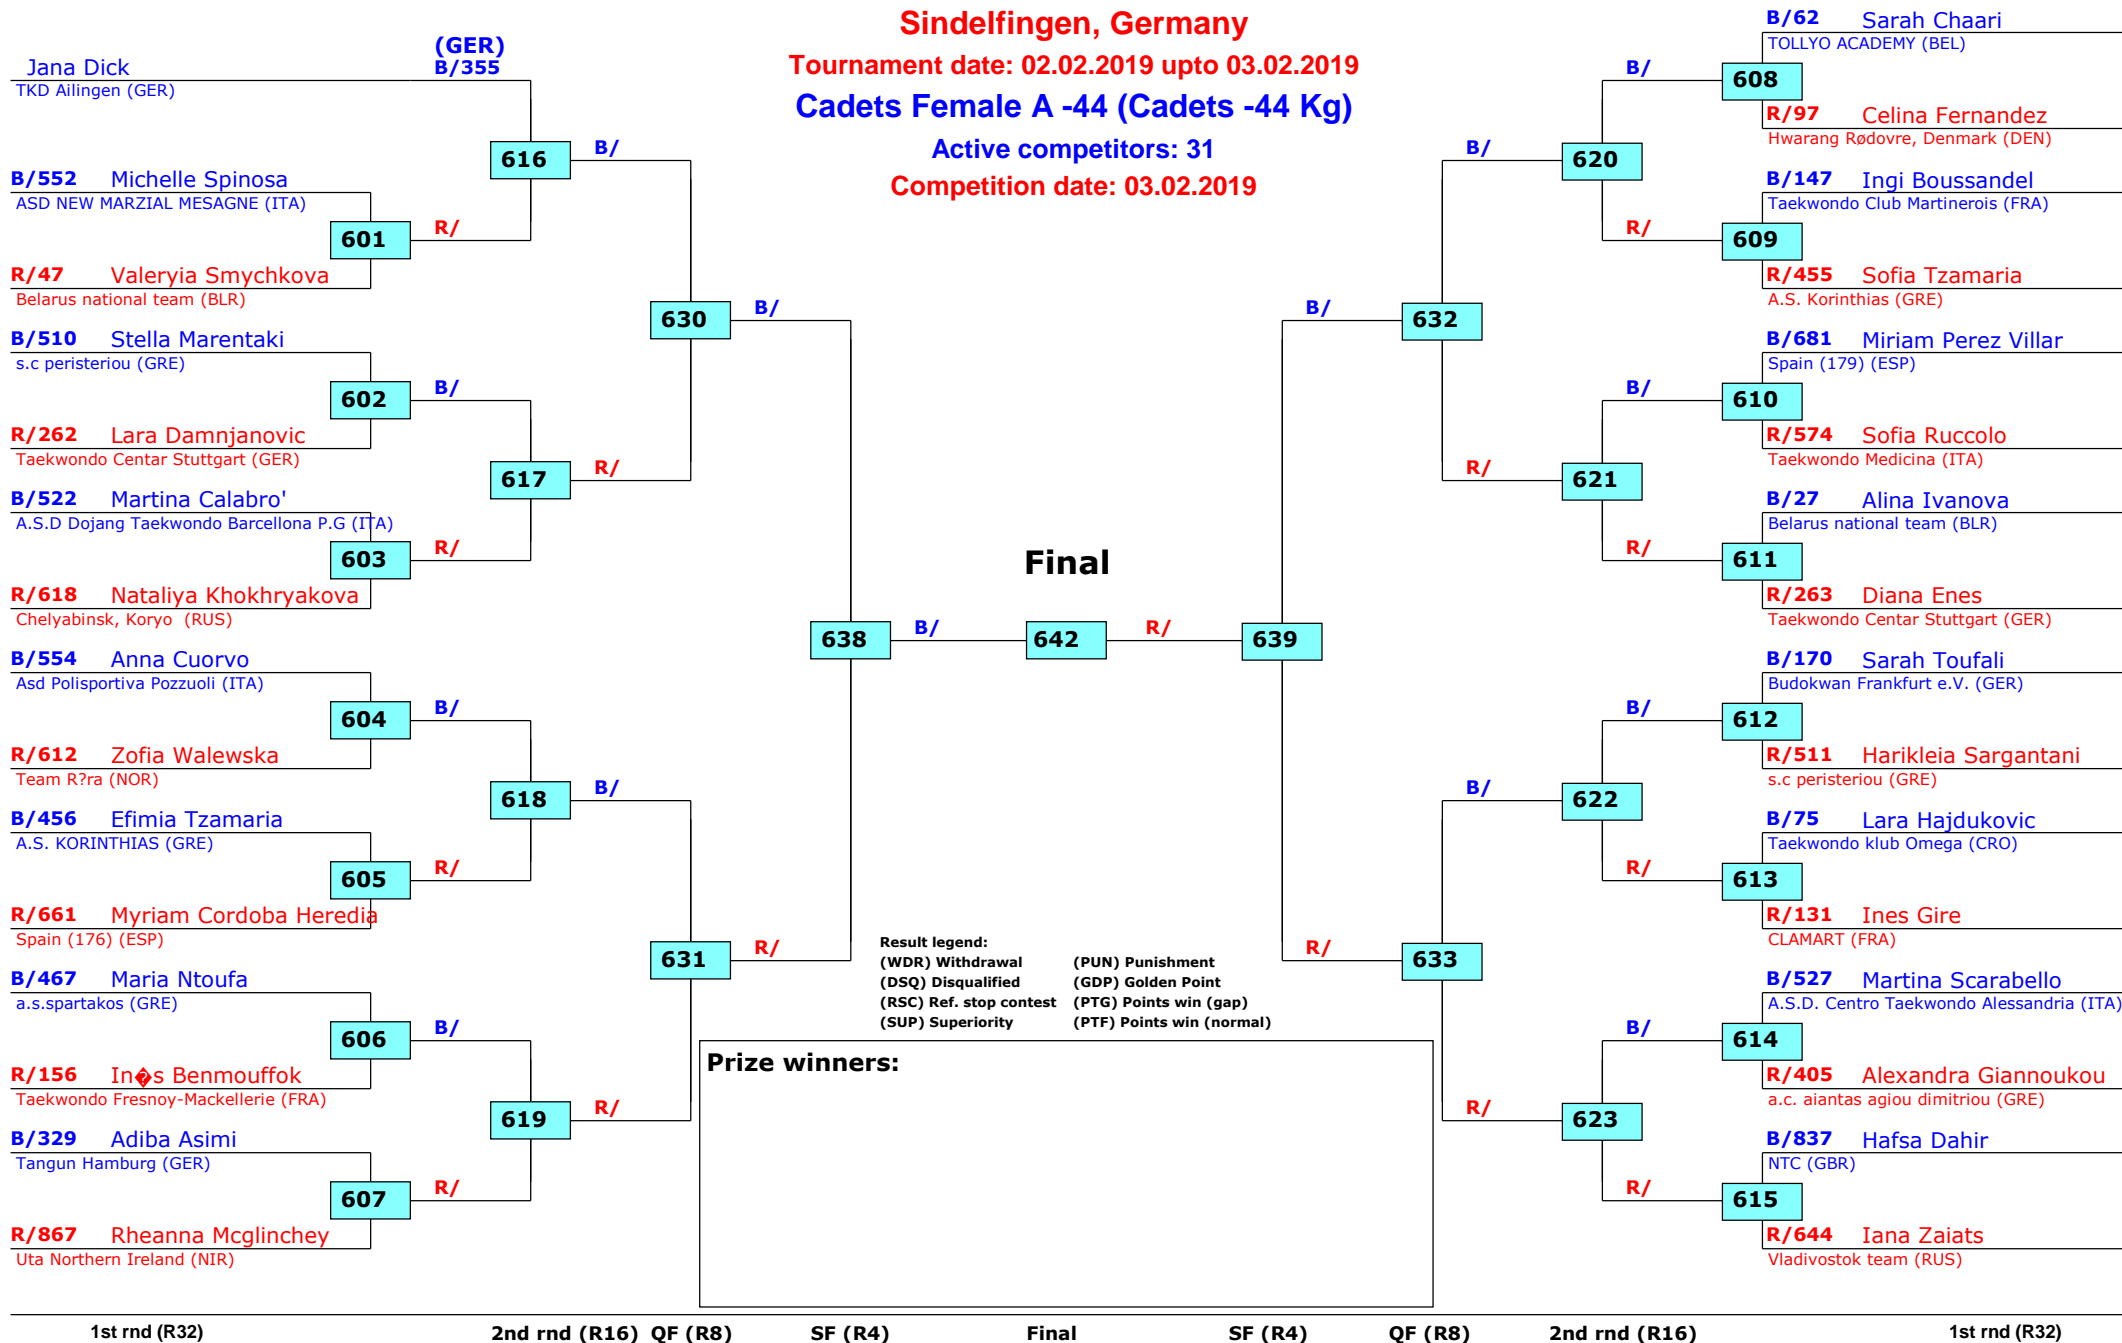 Sindelfingen, Germany
Tournament date: 02.02.2019 upto 03.02.2019
Cadets Female A -44 (Cadets -44 Kg)
Active competitors: 31
Competition date: 03.02.2019
(GER)
Jana Dick B/355
TKD Ailingen (GER)
616 B/
B/552 Michelle Spinosa
ASD NEW MARZIAL MESAGNE (ITA)
601 R/
R/47 Valeryia Smychkova
Belarus national team (BLR)
630 B/
B/510 Stella Marentaki
s.c peristeriou (GRE)
602 B/
R/262 Lara Damnjanovic
Taekwondo Centar Stuttgart (GER)
617 R/
B/522 Martina Calabro'
A.S.D Dojang Taekwondo Barcellona P.G (ITA)
603 R/
R/618 Nataliya Khokhryakova
Chelyabinsk, Koryo (RUS)
638 B/
B/554 Anna Cuorvo
Asd Polisportiva Pozzuoli (ITA)
604 B/
R/612 Zofia Walewska
Team R?ra (NOR)
618 B/
B/456 Efimia Tzamaria
A.S. KORINTHIAS (GRE)
605 R/
R/661 Myriam Cordoba Heredia
Spain (176) (ESP)
631 R/
B/467 Maria Ntoufa
a.s.spartakos (GRE)
606 B/
R/156 In�s Benmouffok
Taekwondo Fresnoy-Mackellerie (FRA)
619 R/
B/329 Adiba Asimi
Tangun Hamburg (GER)
607 R/
R/867 Rheanna Mcglinchey
Uta Northern Ireland (NIR)
Final
642
B/62 Sarah Chaari
TOLLYO ACADEMY (BEL)
B/ 608
R/97 Celina Fernandez
Hwarang Rødovre, Denmark (DEN)
B/ 620
B/147 Ingi Boussandel
Taekwondo Club Martinerois (FRA)
R/ 609
R/455 Sofia Tzamaria
A.S. Korinthias (GRE)
B/ 632
B/681 Miriam Perez Villar
Spain (179) (ESP)
B/ 610
R/574 Sofia Ruccolo
Taekwondo Medicina (ITA)
R/ 621
B/27 Alina Ivanova
Belarus national team (BLR)
R/ 611
R/263 Diana Enes
Taekwondo Centar Stuttgart (GER)
R/ 639
B/170 Sarah Toufali
Budokwan Frankfurt e.V. (GER)
B/ 612
R/511 Harikleia Sargantani
s.c peristeriou (GRE)
B/ 622
B/75 Lara Hajdukovic
Taekwondo klub Omega (CRO)
R/ 613
R/131 Ines Gire
CLAMART (FRA)
R/ 633
B/527 Martina Scarabello
A.S.D. Centro Taekwondo Alessandria (ITA)
B/ 614
R/405 Alexandra Giannoukou
a.c. aiantas agiou dimitriou (GRE)
R/ 623
B/837 Hafsa Dahir
NTC (GBR)
R/ 615
R/644 Iana Zaiats
Vladivostok team (RUS)
Result legend:
(WDR) Withdrawal (PUN) Punishment
(DSQ) Disqualified (GDP) Golden Point
(RSC) Ref. stop contest (PTG) Points win (gap)
(SUP) Superiority (PTF) Points win (normal)
Prize winners:
1st rnd (R32) 2nd rnd (R16) QF (R8) SF (R4) Final SF (R4) QF (R8) 2nd rnd (R16) 1st rnd (R32)